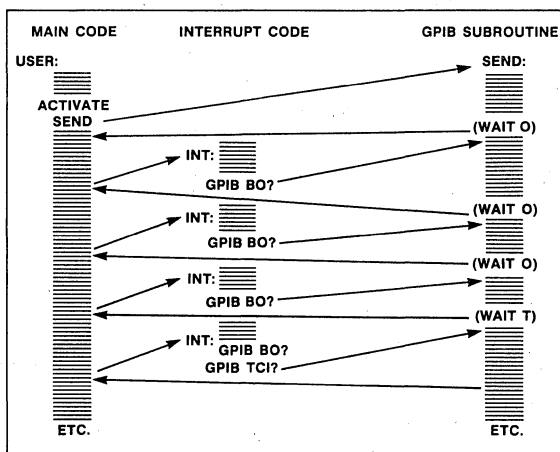 MAIN CODE INTERRUPT CODE GPIB SUBROUTINE
USER: SEND:
ACTIVATE
SEND
(WAIT O)
INT:
GPIB BO?
(WAIT O)
INT:
GPIB BO?
(WAIT O)
INT:
GPIB BO?
(WAIT T)
INT:
GPIB BO?
GPIB TCI?
ETC. ETC.